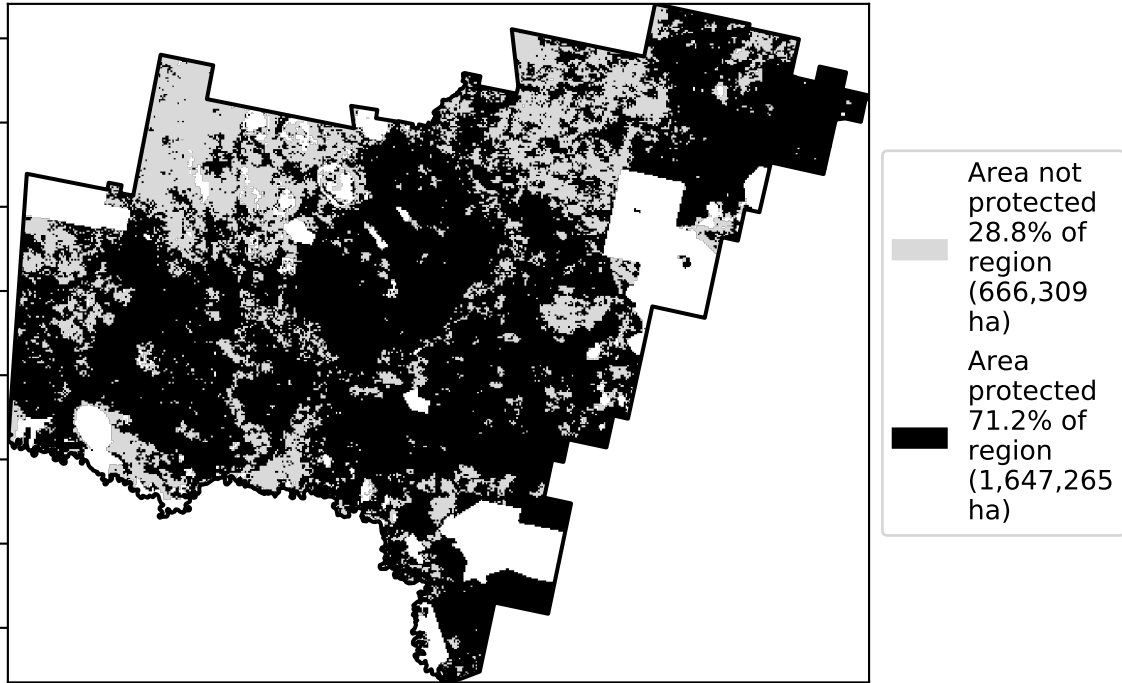 Area not
protected
28.8% of
region
(666,309
ha)
Area
protected
71.2% of
region
(1,647,265
ha)